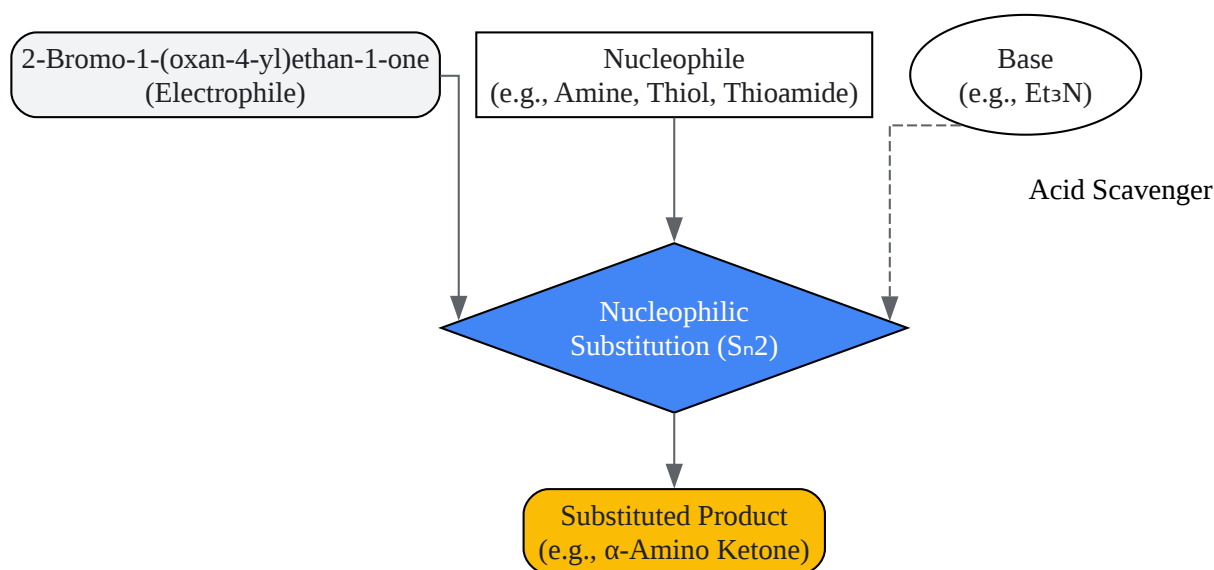 2-Bromo-1-(oxan-4-yl)ethan-1-one
(Electrophile)
Nucleophile
(e.g., Amine, Thiol, Thioamide)
Base
(e.g., Et₃N)
Acid Scavenger
Nucleophilic
Substitution (Sₙ2)
Substituted Product
(e.g., α-Amino Ketone)